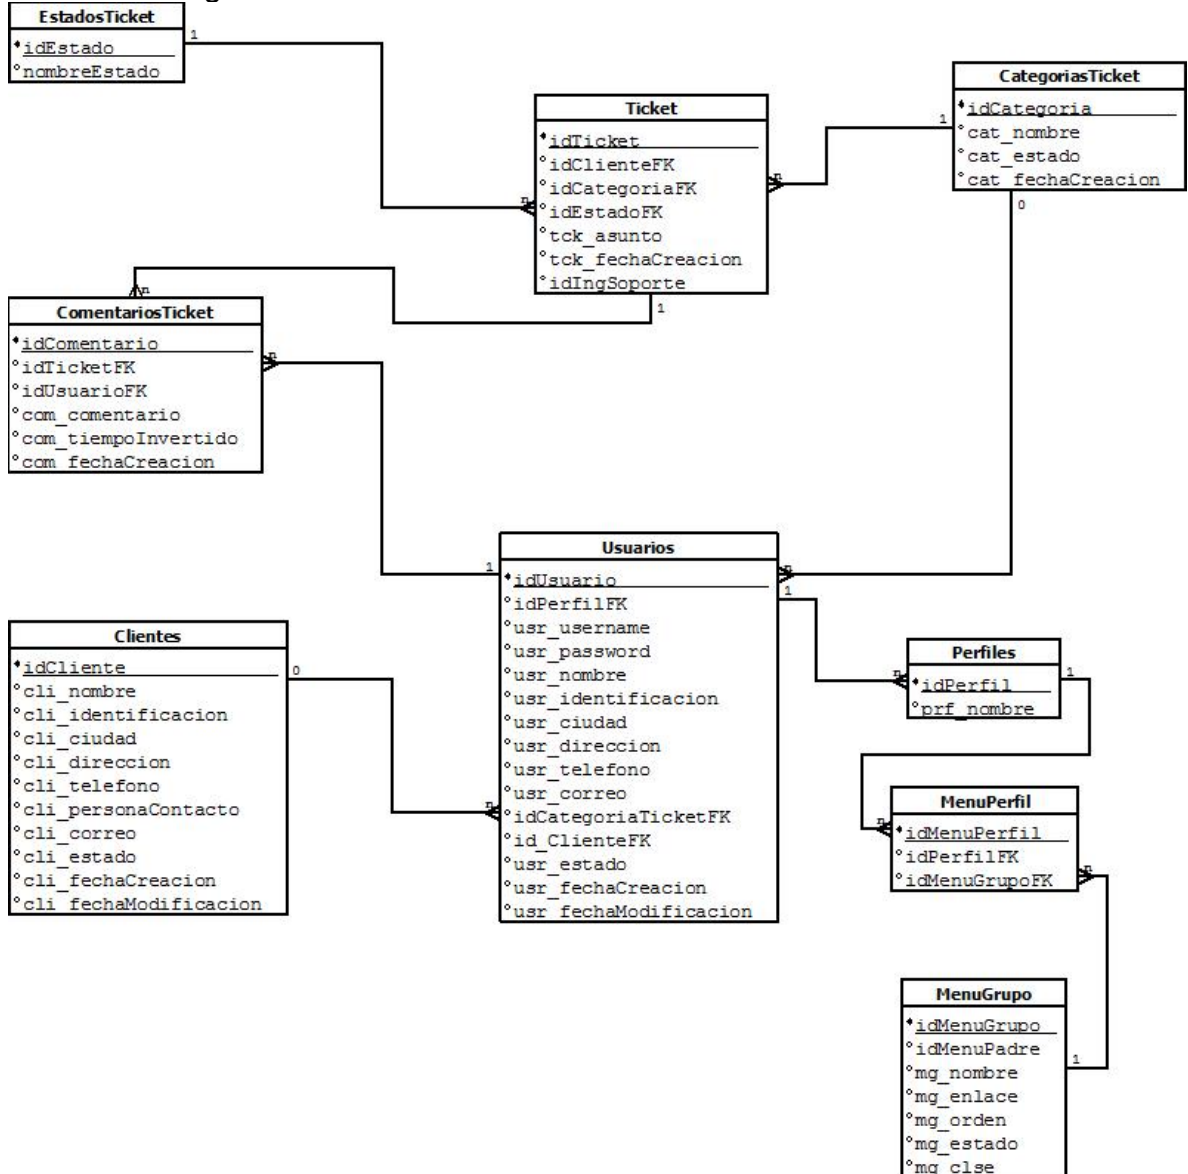 EstadosTicket
idEstado
nombreEstado
1
n
Ticket
idTicket
idClienteFK
idCategoriaFK
idEstadoFK
tck_asunto
tck_fechaCreacion
idIngSoporte
n
1
1
CategoriasTicket
idCategoria
cat_nombre
cat_estado
cat_fechaCreacion
0
n
ComentariosTicket
idComentario
idTicketFK
idUsuarioFK
com_comentario
com_tiempoInvertido
com_fechaCreacion
n
1
Usuarios
idUsuario
idPerfilFK
usr_username
usr_password
usr_nombre
usr_identificacion
usr_ciudad
usr_direccion
usr_telefono
usr_correo
idCategoriaTicketFK
id_ClienteFK
usr_estado
usr_fechaCreacion
usr_fechaModificacion
n
1
Clientes
idCliente
cli_nombre
cli_identificacion
cli_ciudad
cli_direccion
cli_telefono
cli_personaContacto
cli_correo
cli_estado
cli_fechaCreacion
cli_fechaModificacion
0
n
Perfiles
idPerfil
prf_nombre
n
1
MenuPerfil
idMenuPerfil
idPerfilFK
idMenuGrupoFK
n
n
MenuGrupo
idMenuGrupo
idMenuPadre
mg_nombre
mg_enlace
mg_orden
mg_estado
mg_clse
1